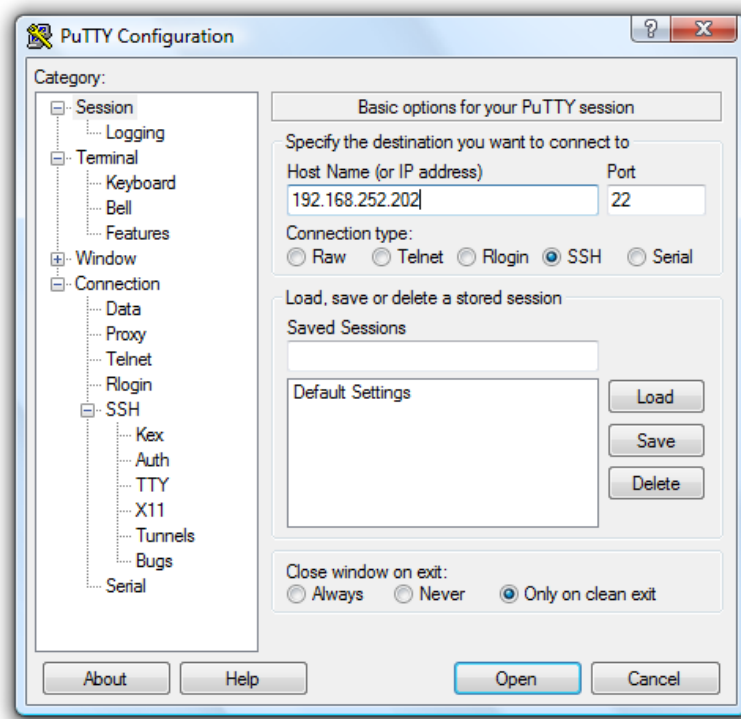 PuTTY Configuration
?
X
Category:
Session
Logging
Terminal
Keyboard
Bell
Features
Window
Connection
Data
Proxy
Telnet
Rlogin
SSH
Kex
Auth
TTY
X11
Tunnels
Bugs
Serial
Basic options for your PuTTY session
Specify the destination you want to connect to
Host Name (or IP address) Port
192.168.252.202 22
Connection type:
Raw Telnet Rlogin SSH Serial
Load, save or delete a stored session
Saved Sessions
Default Settings
Load
Save
Delete
Close window on exit:
Always Never Only on clean exit
About Help Open Cancel